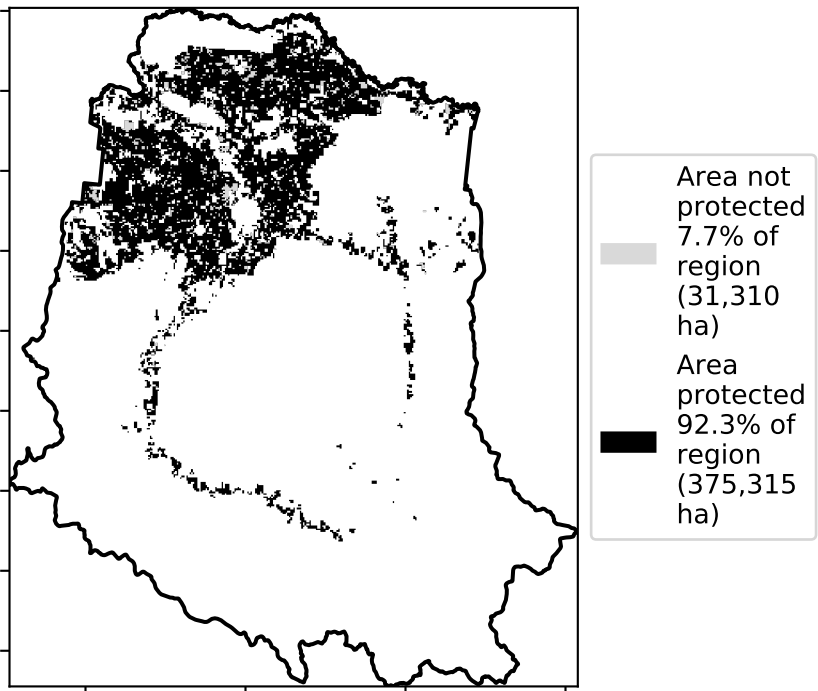 Area not
protected
7.7% of
region
(31,310
ha)
Area
protected
92.3% of
region
(375,315
ha)